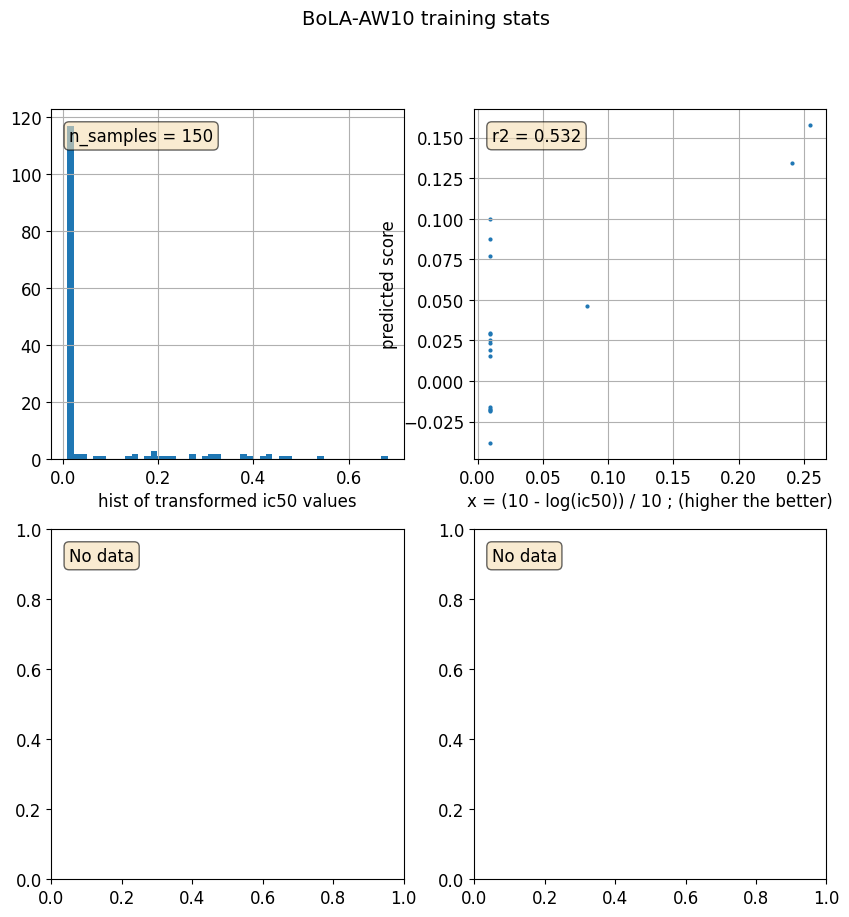 BoLA-AW10 training stats
120
100
80
60
40
20
0
n_samples = 150
0.0 0.2 0.4 0.6
hist of transformed ic50 values
predicted score
0.150
0.125
0.100
0.075
0.050
0.025
0.000
−0.025
r2 = 0.532
0.00 0.05 0.10 0.15 0.20 0.25
x = (10 - log(ic50)) / 10 ; (higher the better)
1.0
0.8
0.6
0.4
0.2
0.0
No data
0.0 0.2 0.4 0.6 0.8 1.0
1.0
0.8
0.6
0.4
0.2
0.0
No data
0.0 0.2 0.4 0.6 0.8 1.0